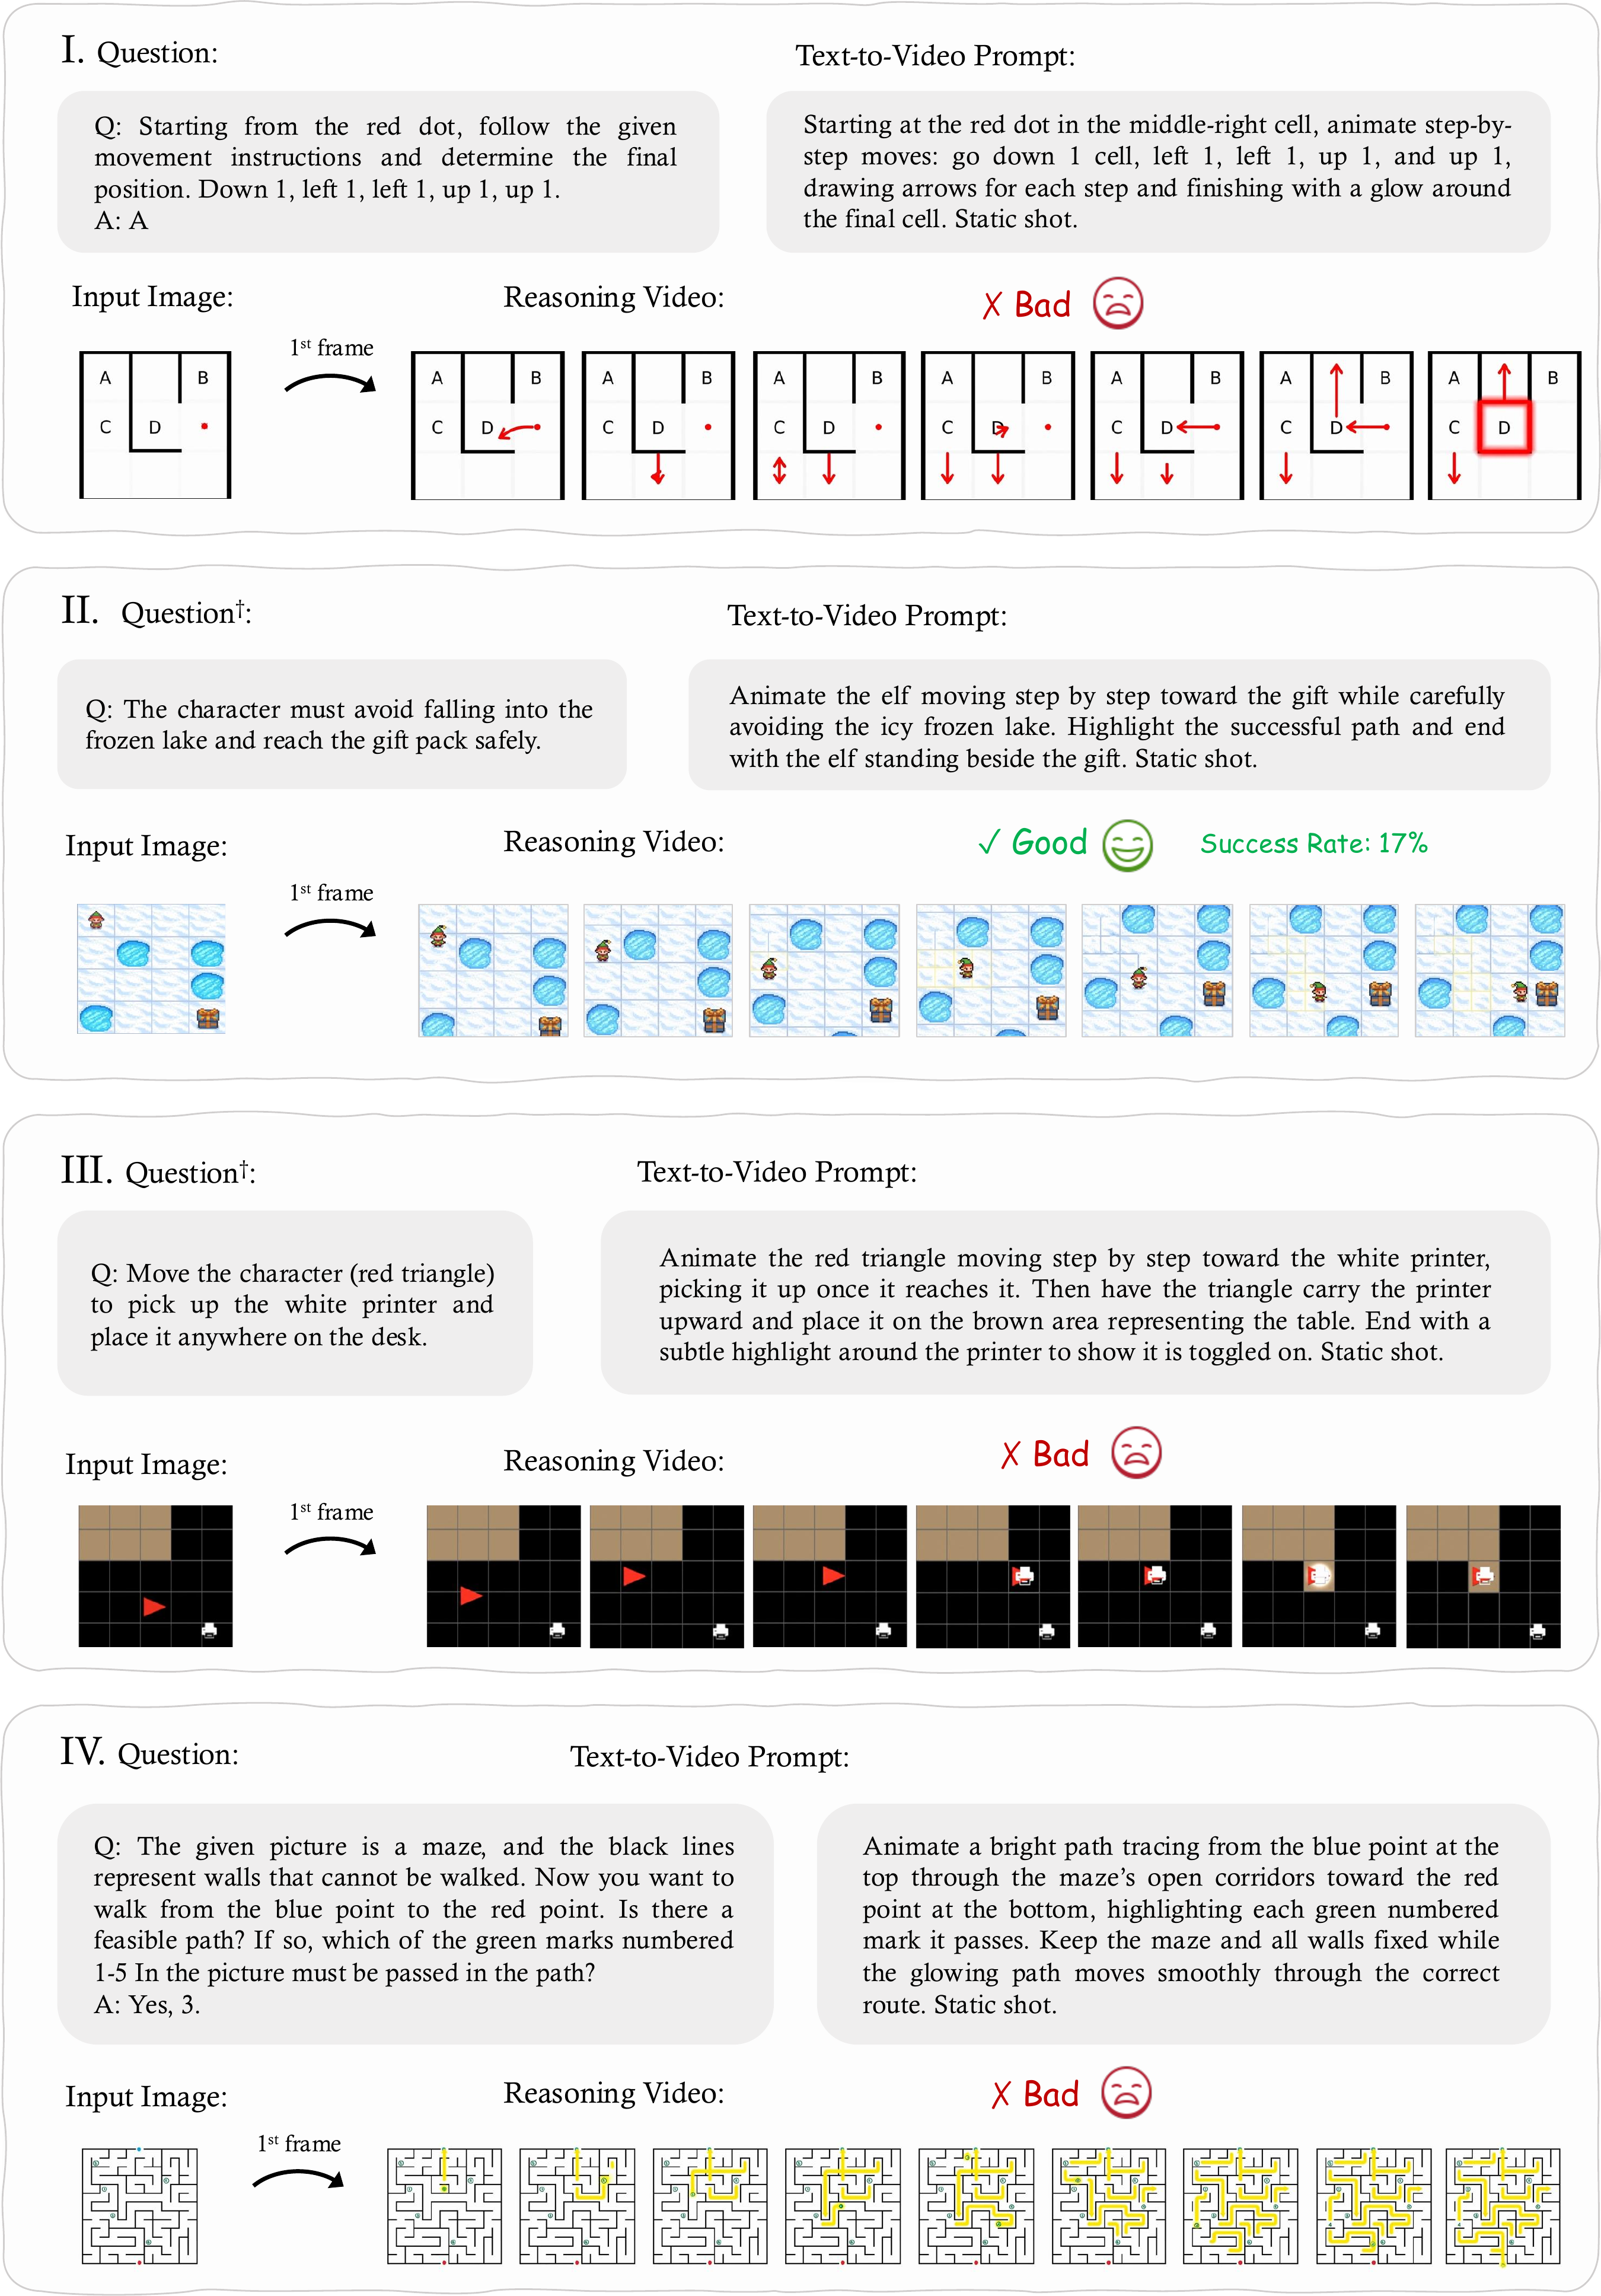 I. Question:
Text-to-Video Prompt:
Q: Starting from the red dot, follow the given
movement instructions and determine the final
position. Down 1, left 1, left 1, up 1, up 1.
A: A
Starting at the red dot in the middle-right cell, animate step-by-
step moves: go down 1 cell, left 1, left 1, up 1, and up 1,
drawing arrows for each step and finishing with a glow around
the final cell. Static shot.
Input Image:
Reasoning Video:
✗ Bad
1st frame
A B
C D
A B
C D
A B
C D
A B
C D
A B
C D
A B
C D
A B
C D
A B
C D
II. Question†:
Text-to-Video Prompt:
Q: The character must avoid falling into the
frozen lake and reach the gift pack safely.
Animate the elf moving step by step toward the gift while carefully
avoiding the icy frozen lake. Highlight the successful path and end
with the elf standing beside the gift. Static shot.
Input Image:
Reasoning Video:
✓ Good
Success Rate: 17%
1st frame
III. Question†:
Text-to-Video Prompt:
Q: Move the character (red triangle)
to pick up the white printer and
place it anywhere on the desk.
Animate the red triangle moving step by step toward the white printer,
picking it up once it reaches it. Then have the triangle carry the printer
upward and place it on the brown area representing the table. End with a
subtle highlight around the printer to show it is toggled on. Static shot.
Input Image:
Reasoning Video:
✗ Bad
1st frame
IV. Question:
Text-to-Video Prompt:
Q: The given picture is a maze, and the black lines
represent walls that cannot be walked. Now you want to
walk from the blue point to the red point. Is there a
feasible path? If so, which of the green marks numbered
1-5 In the picture must be passed in the path?
A: Yes, 3.
Animate a bright path tracing from the blue point at the
top through the maze’s open corridors toward the red
point at the bottom, highlighting each green numbered
mark it passes. Keep the maze and all walls fixed while
the glowing path moves smoothly through the correct
route. Static shot.
Input Image:
Reasoning Video:
✗ Bad
1st frame